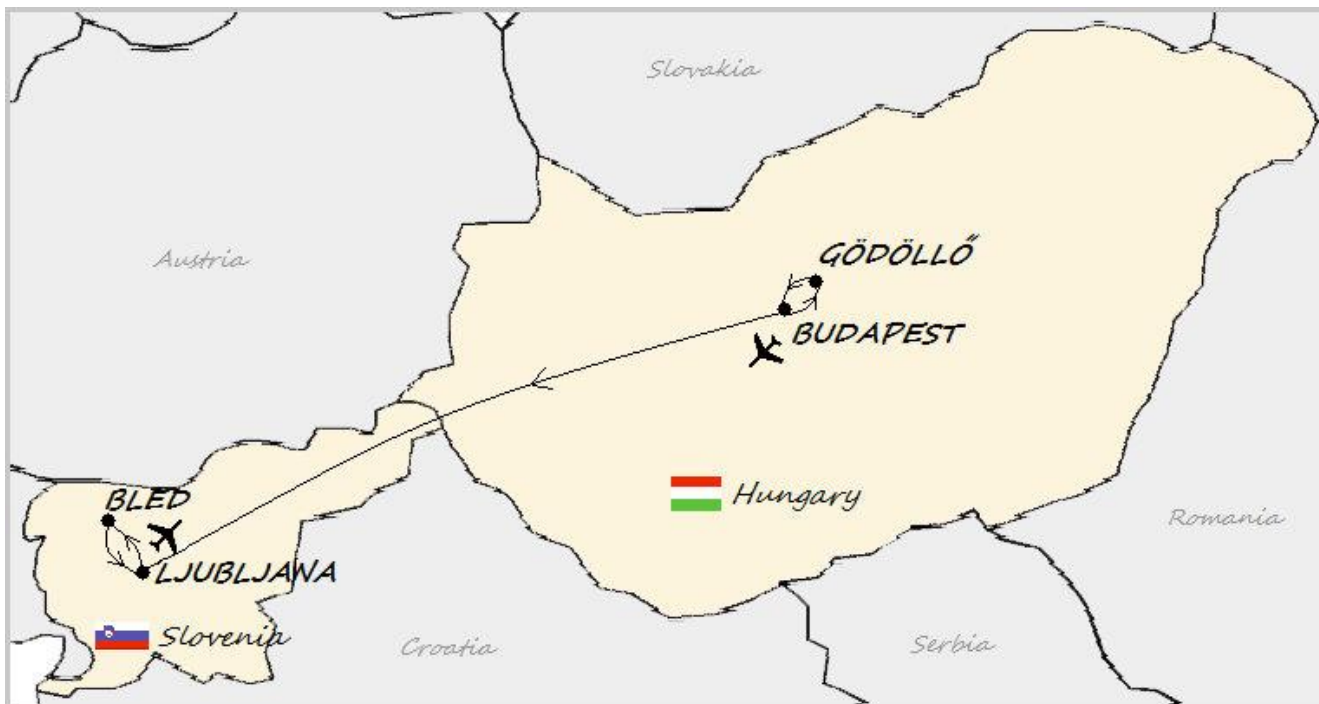 Slovakia
Austria
GÖDÖLLŐ
BUDAPEST
Hungary
BLED
Romania
LJUBLJANA
Slovenia
Croatia
Serbia